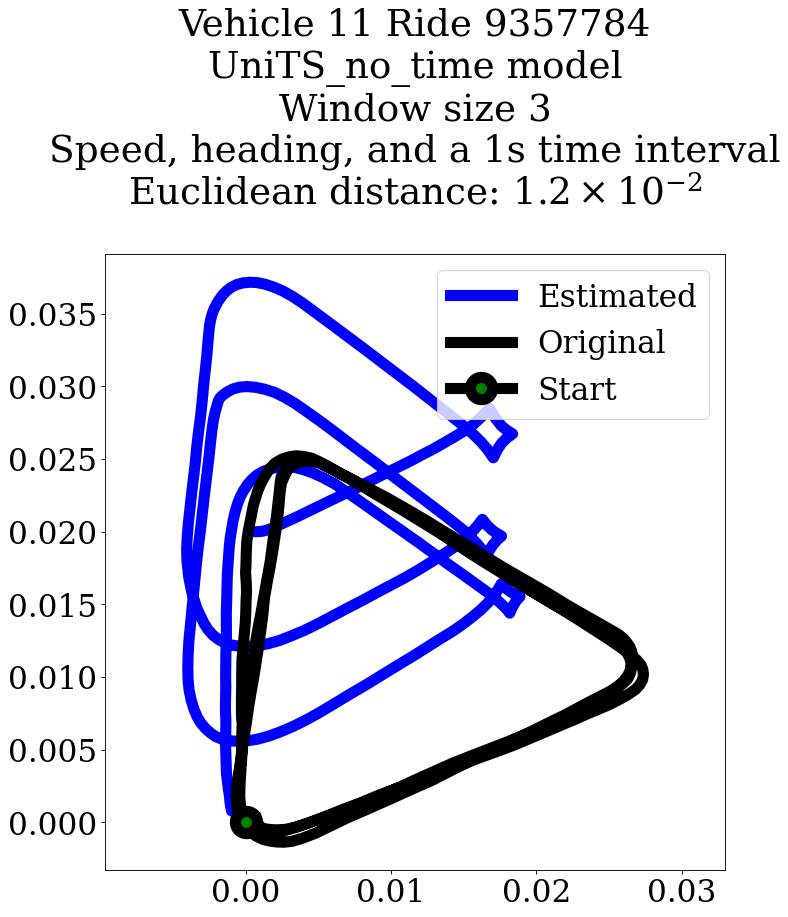 Vehicle 11 Ride 9357784
UniTS_no_time model
Window size 3
Speed, heading, and a 1s time interval
Euclidean distance: 1.2 × 10⁻²
Estimated
Original
Start
0.035
0.030
0.025
0.020
0.015
0.010
0.005
0.000
0.00 0.01 0.02 0.03